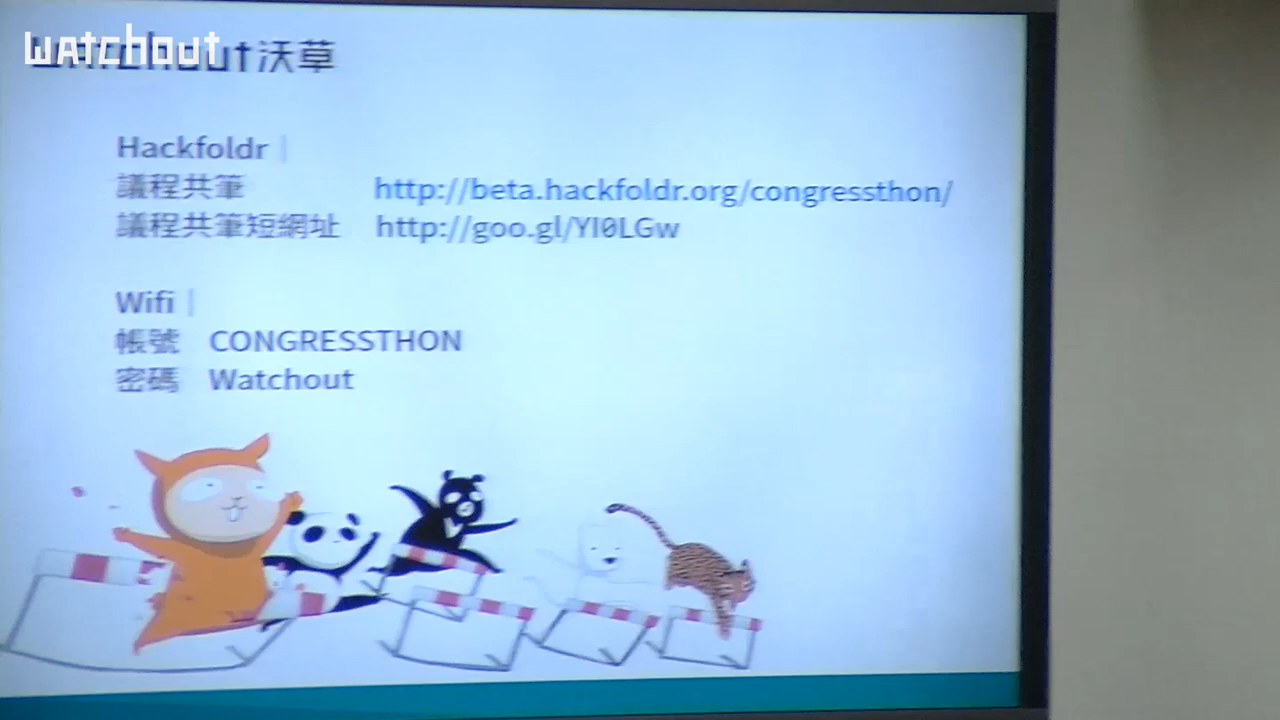 watchout
watchout沃草
Hackfoldr |
議程共筆 http://beta.hackfoldr.org/congressthon/
議程共筆短網址 http://goo.gl/YI0LGw
Wifi |
帳號 CONGRESSTHON
密碼 Watchout